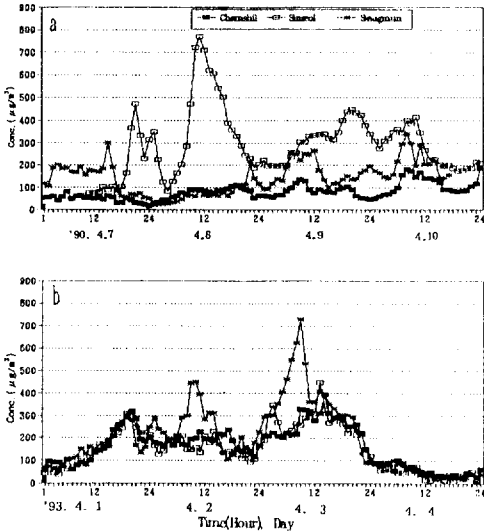 a
Chamshil
900
800
700
600
500
400
300
200
100
0
Conc. (μg/m³)
1 12 24 12 24 12 24 12 24
'90. 4.7 4.8 4.9 4.10
b
900
800
700
600
500
400
300
200
100
0
Conc. (μg/m³)
1 12 24 12 24 12 24 12 24
'93. 4. 1 4. 2 4. 3 4. 4
Time(Hour), Day